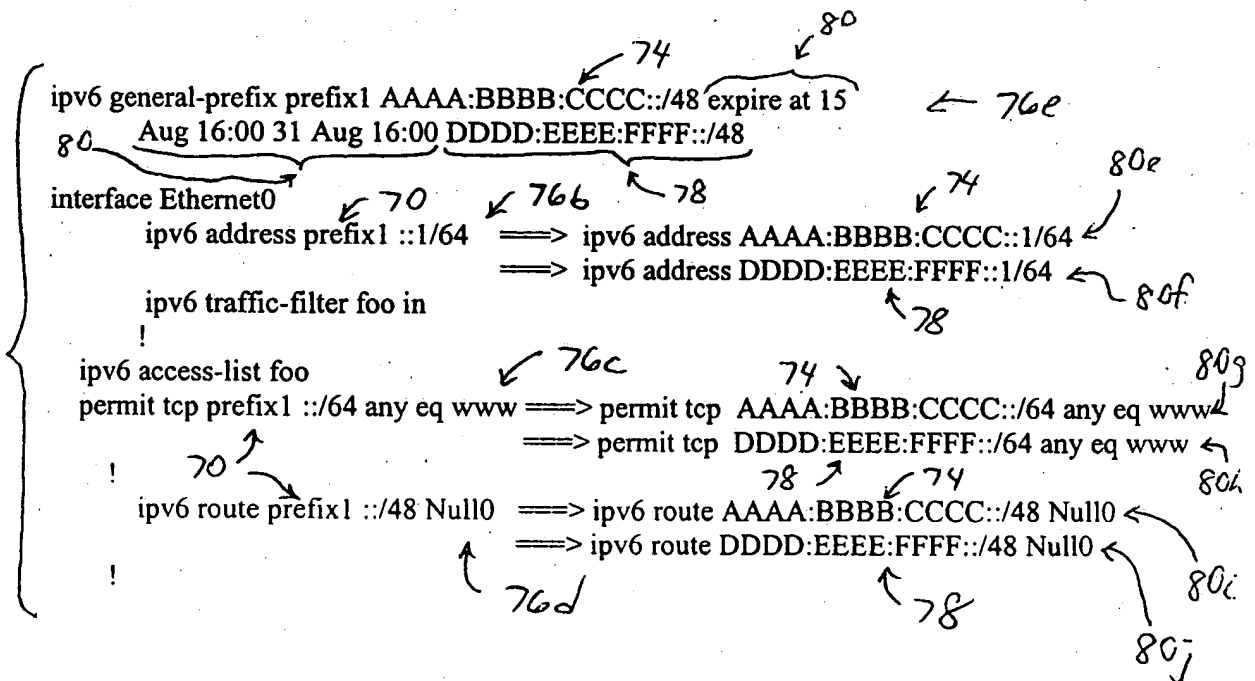 80
74
ipv6 general-prefix prefix1 AAAA:BBBB:CCCC::/48 expire at 15
76e
Aug 16:00 31 Aug 16:00 DDDD:EEEE:FFFF::/48
80
80e
interface Ethernet0
70
76b
78
74
ipv6 address prefix1 ::1/64 ===> ipv6 address AAAA:BBBB:CCCC::1/64
===> ipv6 address DDDD:EEEE:FFFF::1/64
80f
ipv6 traffic-filter foo in
78
!
76c
74
80g
ipv6 access-list foo
permit tcp prefix1 ::/64 any eq www ===> permit tcp AAAA:BBBB:CCCC::/64 any eq www
===> permit tcp DDDD:EEEE:FFFF::/64 any eq www
80h
!
70
78
74
ipv6 route prefix1 ::/48 Null0 ===> ipv6 route AAAA:BBBB:CCCC::/48 Null0
===> ipv6 route DDDD:EEEE:FFFF::/48 Null0
80i
!
76d
78
80j